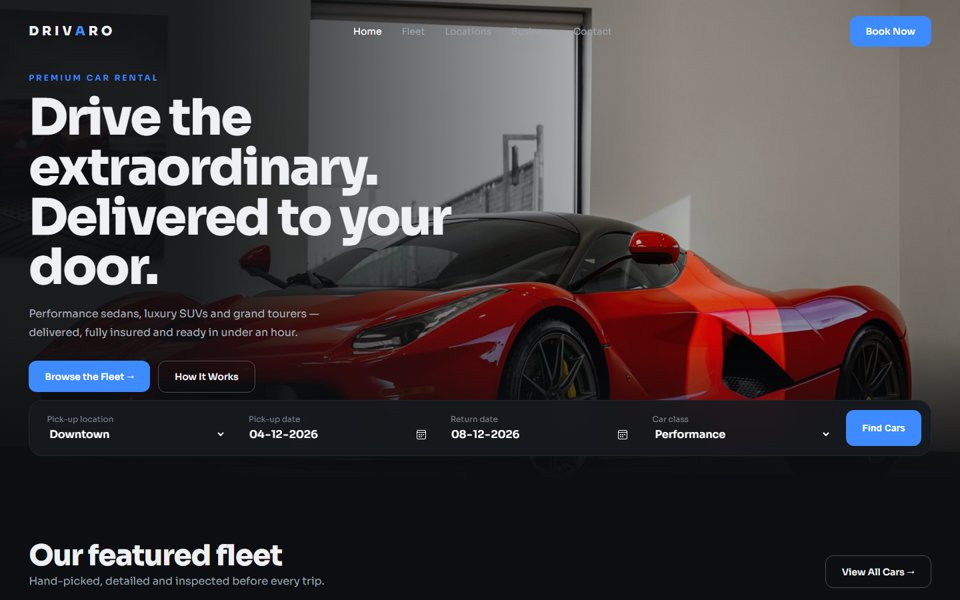 DRIVARO
Home Fleet Locations Business Contact
Book Now
PREMIUM CAR RENTAL
Drive the
extraordinary.
Delivered to your
door.
Performance sedans, luxury SUVs and grand tourers —
delivered, fully insured and ready in under an hour.
Browse the Fleet →
How It Works
Pick-up location
Downtown
Pick-up date
04-12-2026
Return date
08-12-2026
Car class
Performance
Find Cars
Our featured fleet
Hand-picked, detailed and inspected before every trip.
View All Cars →